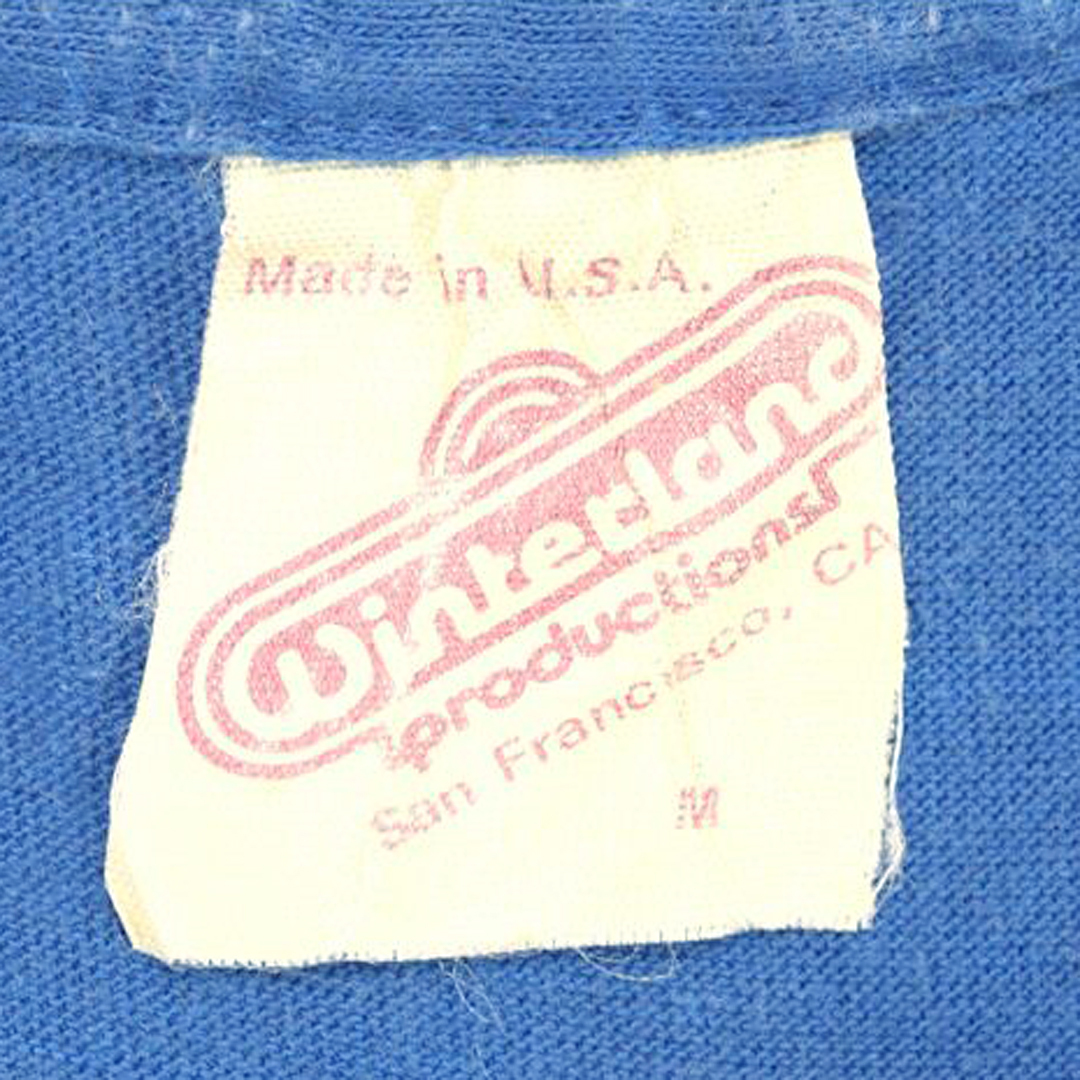 Made in U.S.A.
Winterland
productions
San Francisco, CA
M